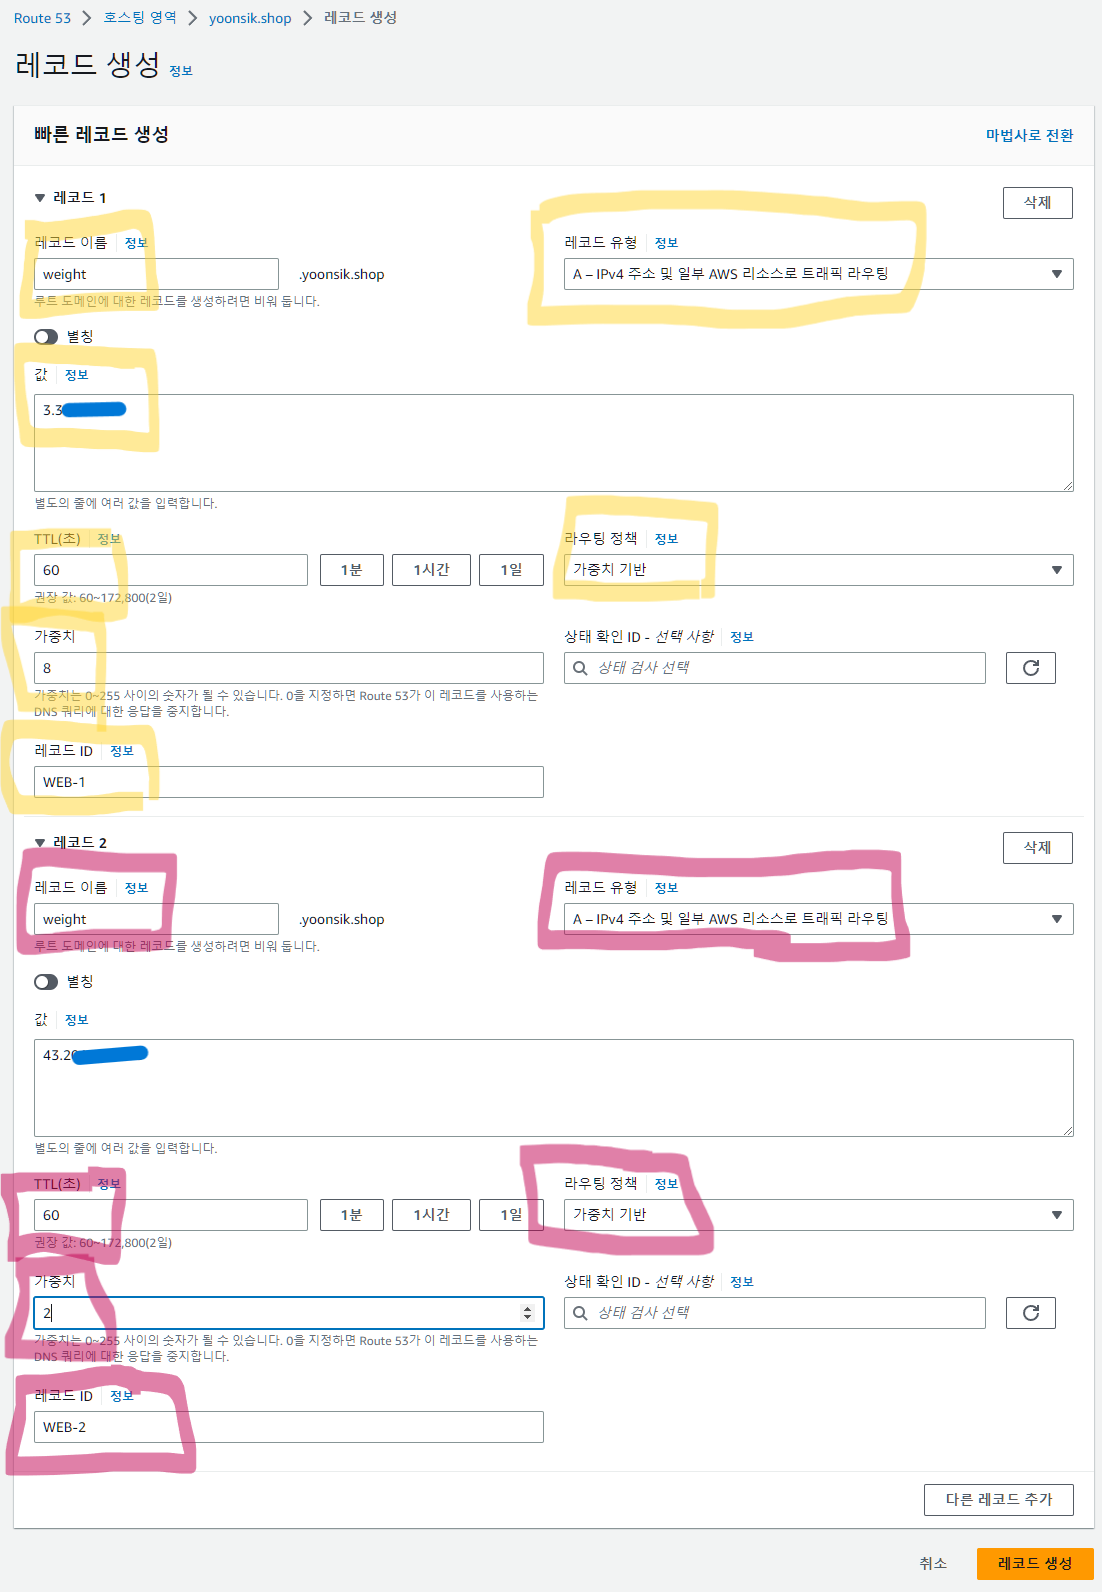 Route 53 > 호스팅 영역 > yoonsik.shop > 레코드 생성
레코드 생성 정보
빠른 레코드 생성 마법사로 전환
▼ 레코드 1 삭제
레코드 이름 정보 레코드 유형 정보
weight .yoonsik.shop A – IPv4 주소 및 일부 AWS 리소스로 트래픽 라우팅
루트 도메인에 대한 레코드를 생성하려면 비워 둡니다.
별칭
값 정보
3.3
별도의 줄에 여러 값을 입력합니다.
TTL(초) 정보 라우팅 정책 정보
60 1분 1시간 1일 가중치 기반
권장 값: 60~172,800(2일)
가중치 상태 확인 ID - 선택 사항 정보
8 상태 검사 선택
가중치는 0~255 사이의 숫자가 될 수 있습니다. 0을 지정하면 Route 53가 이 레코드를 사용하는
DNS 쿼리에 대한 응답을 중지합니다.
레코드 ID 정보
WEB-1
▼ 레코드 2 삭제
레코드 이름 정보 레코드 유형 정보
weight .yoonsik.shop A – IPv4 주소 및 일부 AWS 리소스로 트래픽 라우팅
루트 도메인에 대한 레코드를 생성하려면 비워 둡니다.
별칭
값 정보
43.20
별도의 줄에 여러 값을 입력합니다.
TTL(초) 정보 라우팅 정책 정보
60 1분 1시간 1일 가중치 기반
권장 값: 60~172,800(2일)
가중치 상태 확인 ID - 선택 사항 정보
2 상태 검사 선택
가중치는 0~255 사이의 숫자가 될 수 있습니다. 0을 지정하면 Route 53가 이 레코드를 사용하는
DNS 쿼리에 대한 응답을 중지합니다.
레코드 ID 정보
WEB-2
다른 레코드 추가
취소 레코드 생성